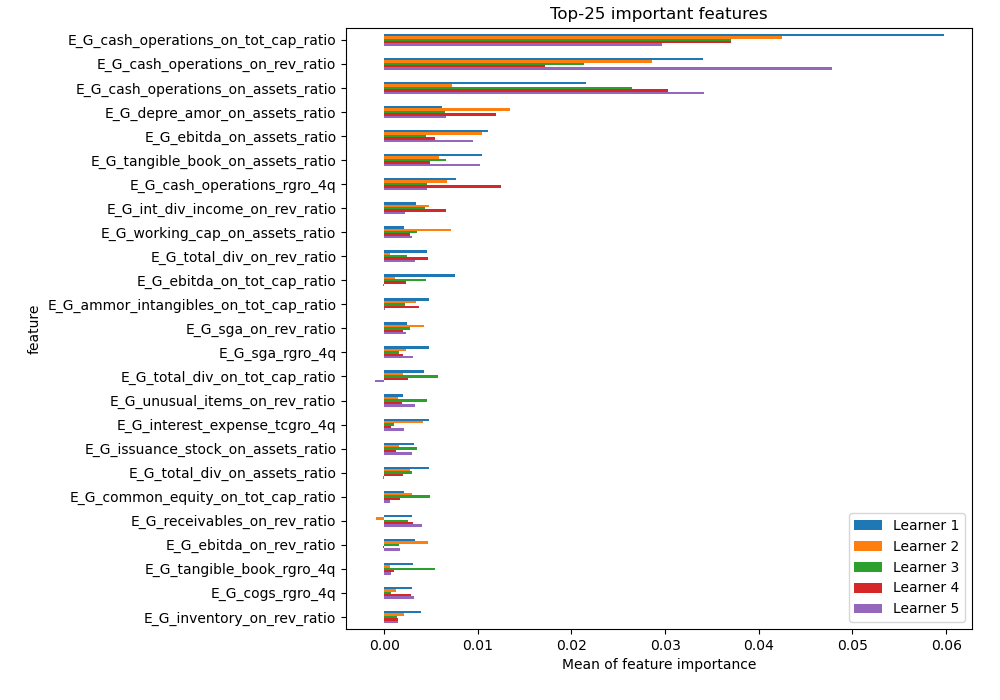 Top-25 important features
E_G_cash_operations_on_tot_cap_ratio
E_G_cash_operations_on_rev_ratio
E_G_cash_operations_on_assets_ratio
E_G_depre_amor_on_assets_ratio
E_G_ebitda_on_assets_ratio
E_G_tangible_book_on_assets_ratio
E_G_cash_operations_rgro_4q
E_G_int_div_income_on_rev_ratio
E_G_working_cap_on_assets_ratio
E_G_total_div_on_rev_ratio
E_G_ebitda_on_tot_cap_ratio
E_G_ammor_intangibles_on_tot_cap_ratio
E_G_sga_on_rev_ratio
E_G_sga_rgro_4q
E_G_total_div_on_tot_cap_ratio
E_G_unusual_items_on_rev_ratio
E_G_interest_expense_tcgro_4q
E_G_issuance_stock_on_assets_ratio
E_G_total_div_on_assets_ratio
E_G_common_equity_on_tot_cap_ratio
E_G_receivables_on_rev_ratio
E_G_ebitda_on_rev_ratio
E_G_tangible_book_rgro_4q
E_G_cogs_rgro_4q
E_G_inventory_on_rev_ratio
feature
Learner 1
Learner 2
Learner 3
Learner 4
Learner 5
0.00 0.01 0.02 0.03 0.04 0.05 0.06
Mean of feature importance